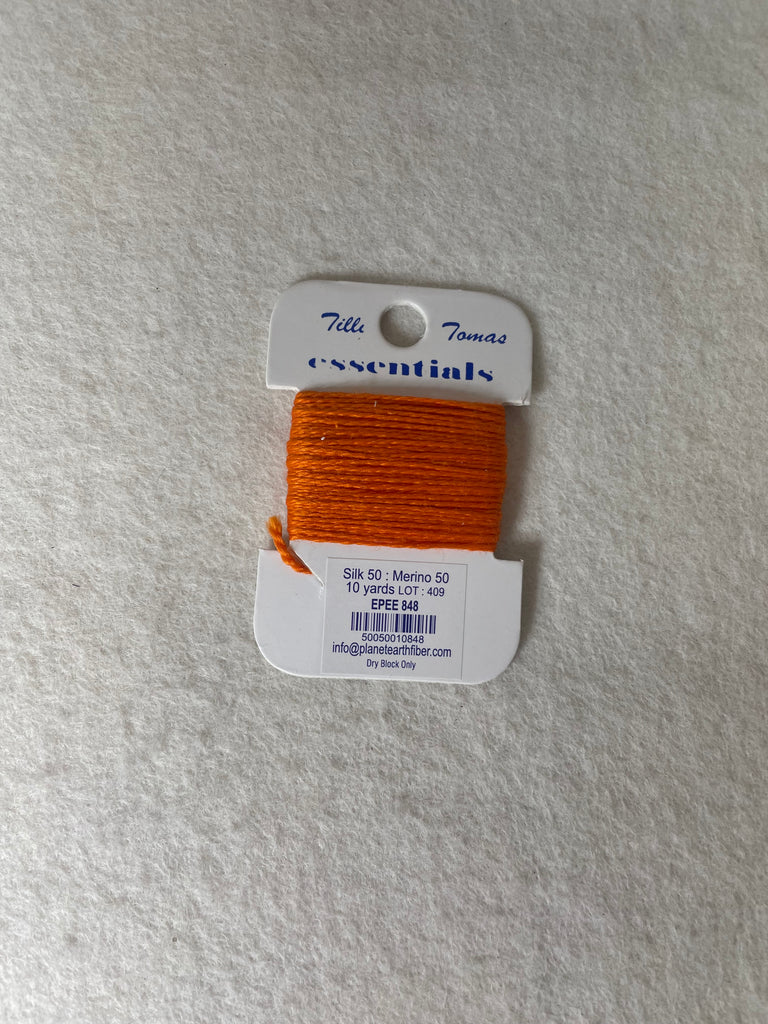 Tilli Tomas
essentials
Silk 50 : Merino 50
10 yards LOT : 409
EPEE 848
50050010848
info@planetearthfiber.com
Dry Block Only